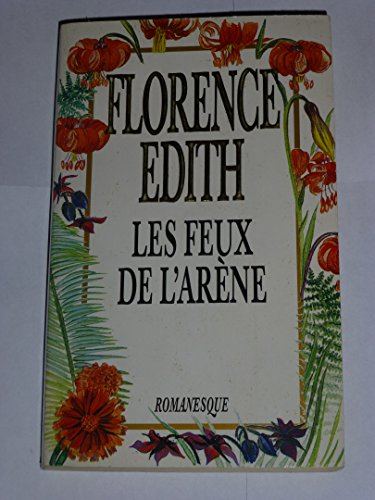 FLORENCE
EDITH
LES FEUX
DE L'ARÈNE
ROMANESQUE